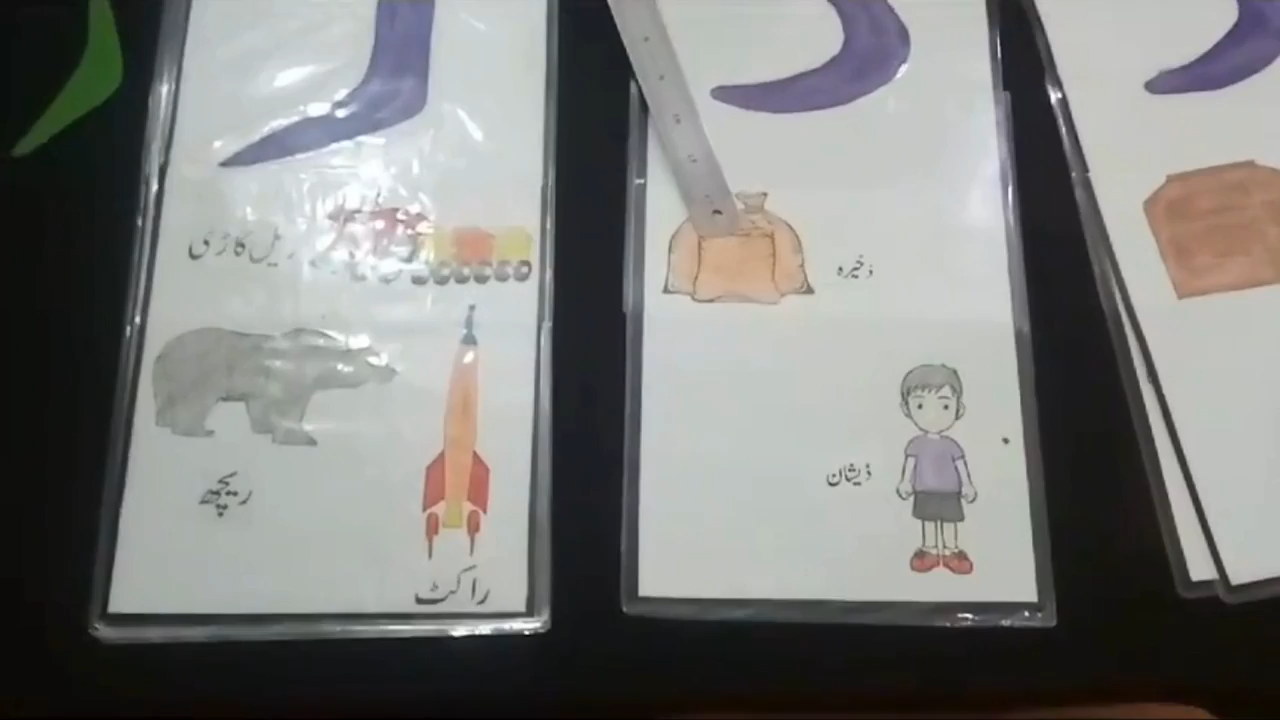 ریل گاڑی
ریچھ
راکٹ
ذخیرہ
ذیشان